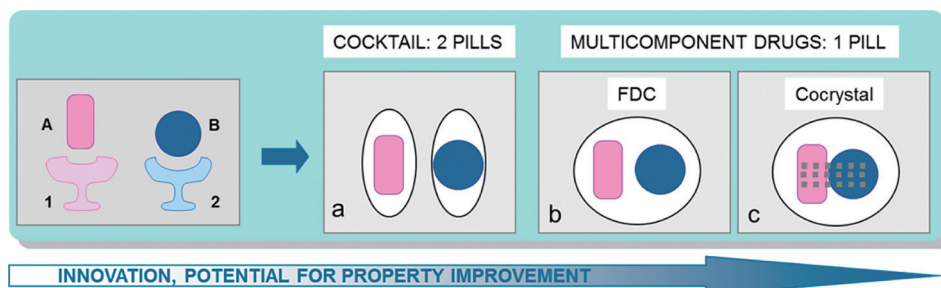 COCKTAIL: 2 PILLS
MULTICOMPONENT DRUGS: 1 PILL
A
B
1
2
a
FDC
b
Cocrystal
c
INNOVATION, POTENTIAL FOR PROPERTY IMPROVEMENT